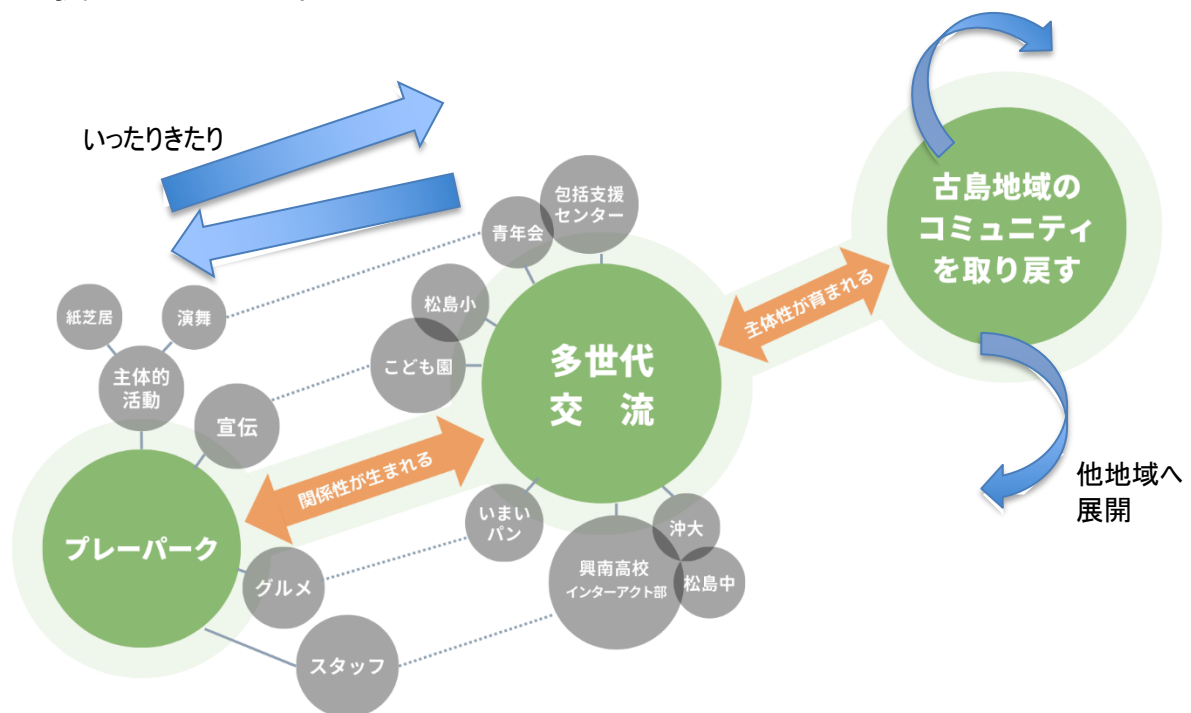 いったりきたり
包括支援
センター
青年会
松島小
こども園
紙芝居
演舞
主体的
活動
宣伝
古島地域の
コミュニティ
を取り戻す
主体性が育まれる
多世代
交　流
関係性が生まれる
プレーパーク
グルメ
スタッフ
いまい
パン
興南高校
インターアクト部
沖大
松島中
他地域へ
展開